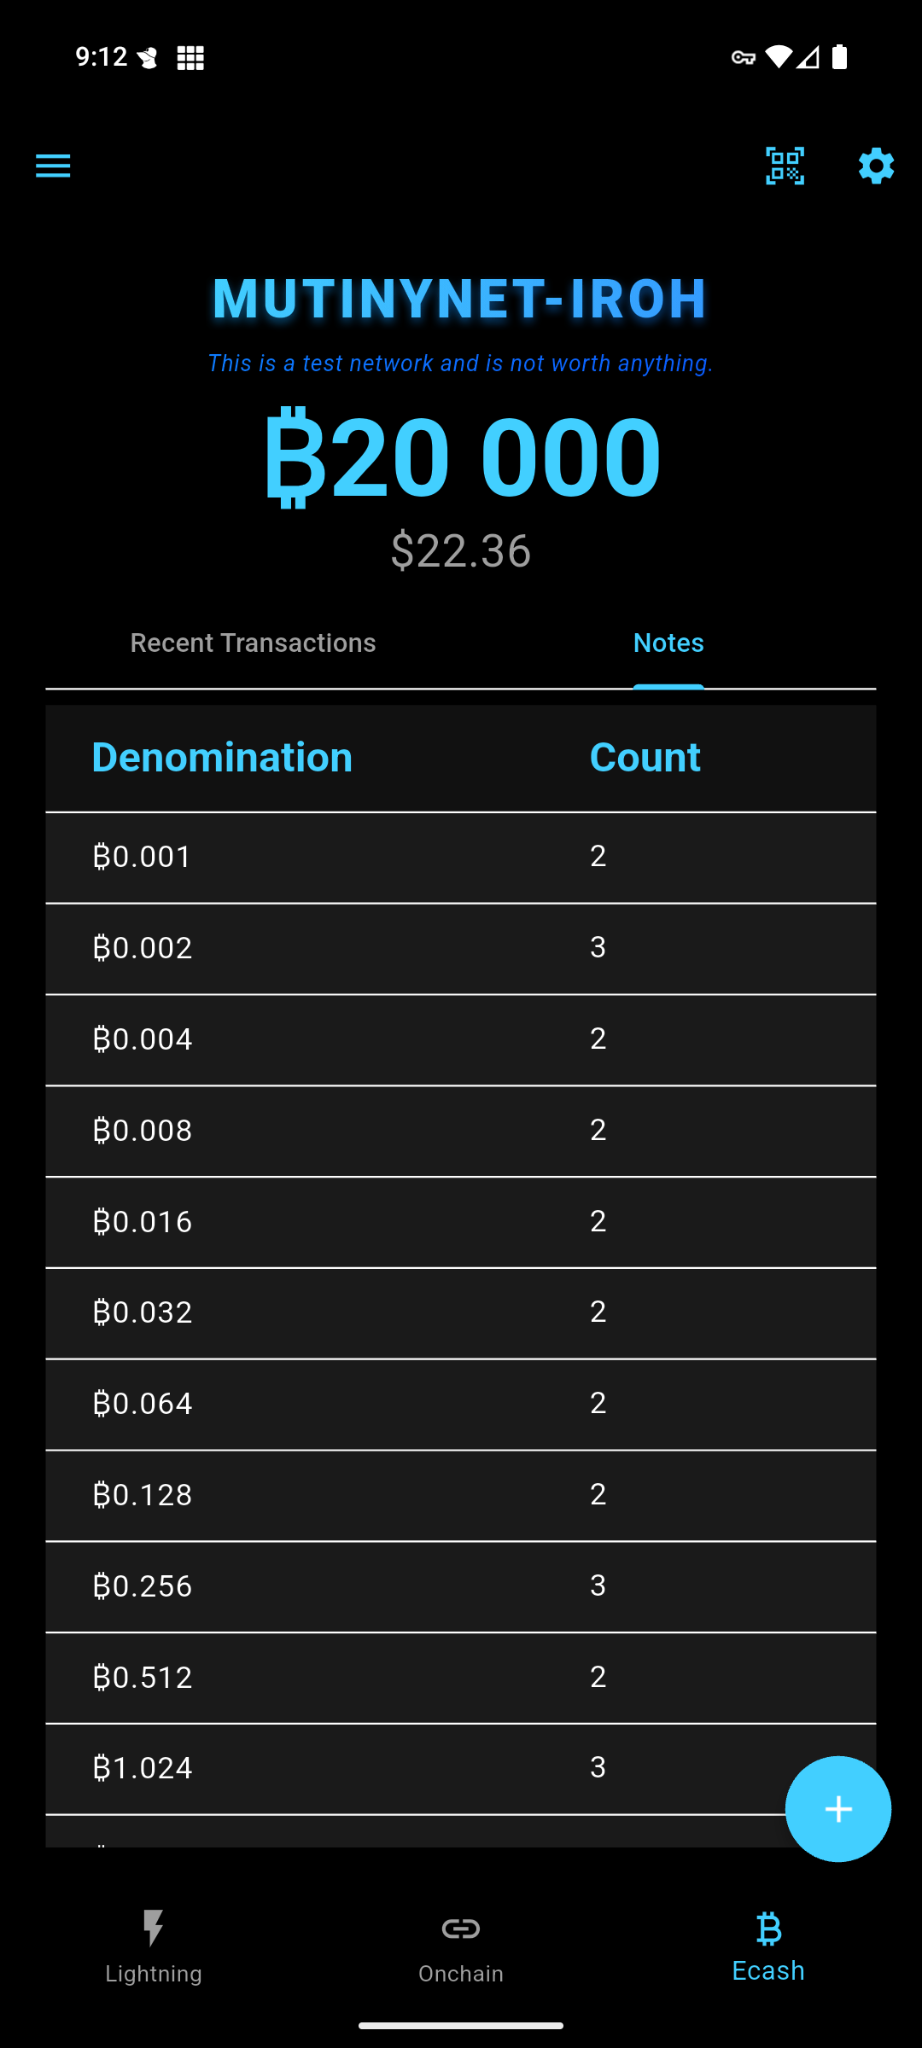 9:12
MUTINYNET-IROH
This is a test network and is not worth anything.
₿20 000
$22.36
Recent Transactions Notes
Denomination Count
₿0.001 2
₿0.002 3
₿0.004 2
₿0.008 2
₿0.016 2
₿0.032 2
₿0.064 2
₿0.128 2
₿0.256 3
₿0.512 2
₿1.024 3
Lightning Onchain Ecash